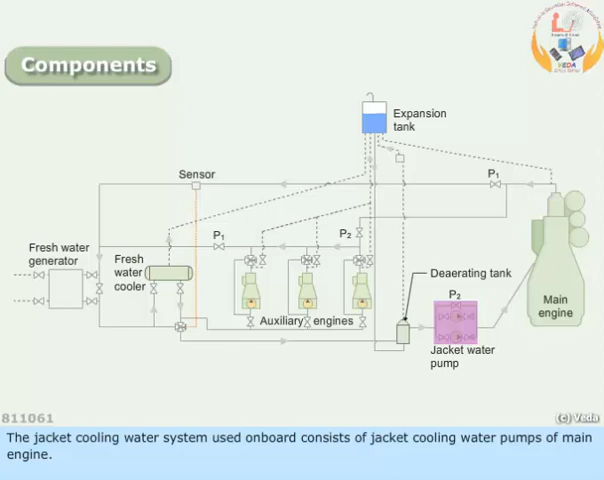 VEDA
Components
Expansion
tank
Sensor
P1
P1
P2
Fresh water
generator
Fresh
water
cooler
Deaerating tank
P2
Main
engine
Auxiliary engines
Jacket water
pump
811061
(c) Veda
The jacket cooling water system used onboard consists of jacket cooling water pumps of main
engine.